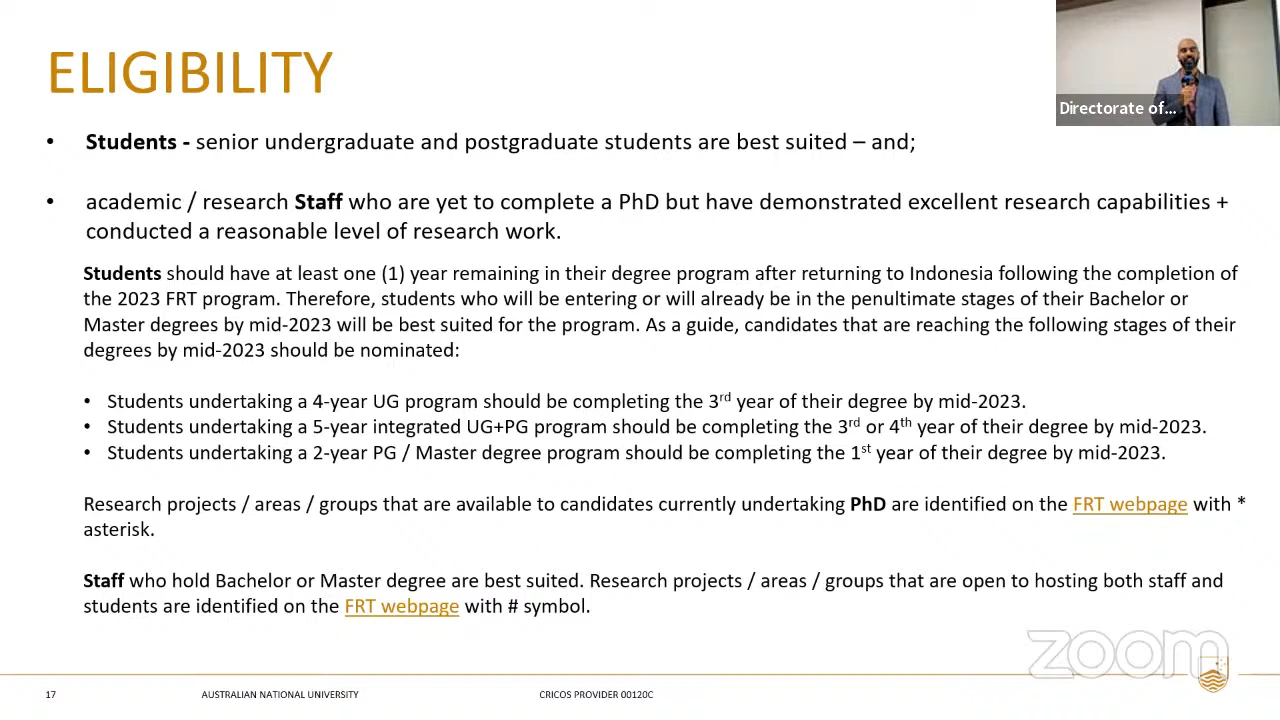 ELIGIBILITY
Directorate of...
• Students - senior undergraduate and postgraduate students are best suited – and;
• academic / research Staff who are yet to complete a PhD but have demonstrated excellent research capabilities +
conducted a reasonable level of research work.
Students should have at least one (1) year remaining in their degree program after returning to Indonesia following the completion of
the 2023 FRT program. Therefore, students who will be entering or will already be in the penultimate stages of their Bachelor or
Master degrees by mid-2023 will be best suited for the program. As a guide, candidates that are reaching the following stages of their
degrees by mid-2023 should be nominated:
• Students undertaking a 4-year UG program should be completing the 3rd year of their degree by mid-2023.
• Students undertaking a 5-year integrated UG+PG program should be completing the 3rd or 4th year of their degree by mid-2023.
• Students undertaking a 2-year PG / Master degree program should be completing the 1st year of their degree by mid-2023.
Research projects / areas / groups that are available to candidates currently undertaking PhD are identified on the FRT webpage with *
asterisk.
Staff who hold Bachelor or Master degree are best suited. Research projects / areas / groups that are open to hosting both staff and
students are identified on the FRT webpage with # symbol.
zoom
17 AUSTRALIAN NATIONAL UNIVERSITY CRICOS PROVIDER 00120C